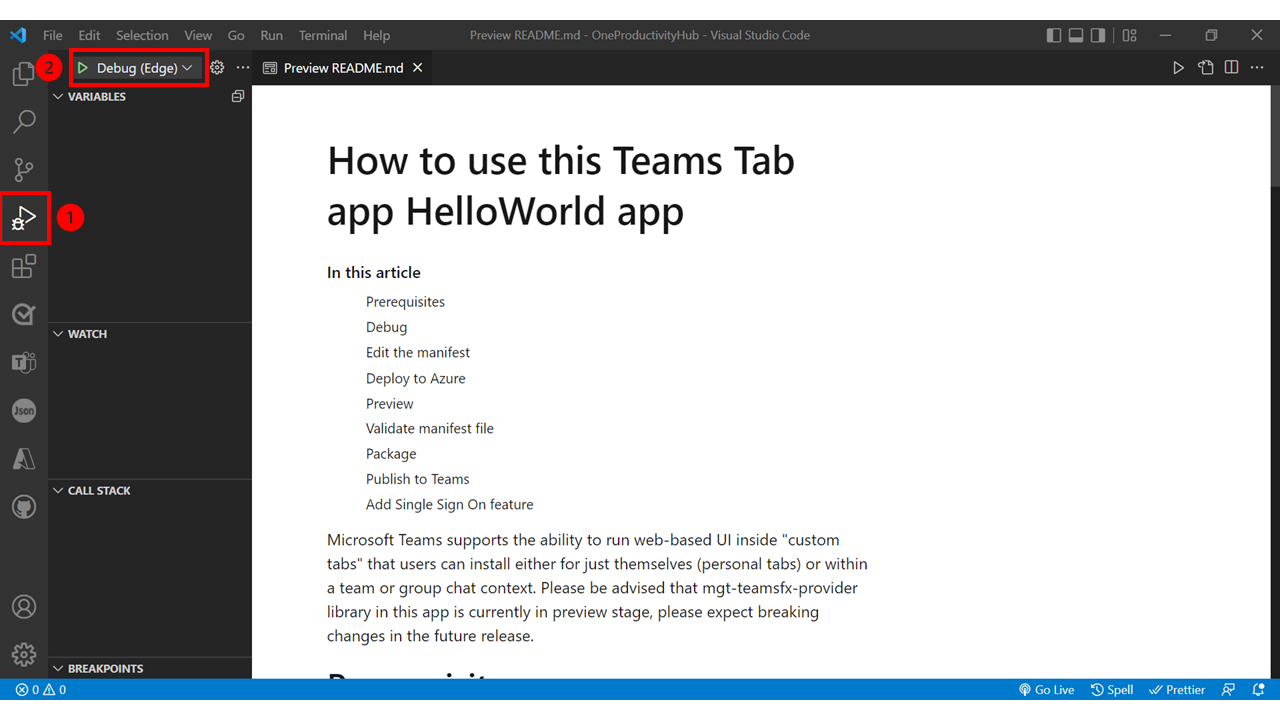 File Edit Selection View Go Run Terminal Help Preview README.md - OneProductivityHub - Visual Studio Code
2 Debug (Edge) Preview README.md
VARIABLES
How to use this Teams Tab
app HelloWorld app
1
In this article
Prerequisites
Debug
WATCH
Edit the manifest
Deploy to Azure
Preview
Json
Validate manifest file
Package
Publish to Teams
CALL STACK
Add Single Sign On feature
Microsoft Teams supports the ability to run web-based UI inside "custom
tabs" that users can install either for just themselves (personal tabs) or within
a team or group chat context. Please be advised that mgt-teamsfx-provider
library in this app is currently in preview stage, please expect breaking
changes in the future release.
BREAKPOINTS
0 0 Go Live Spell Prettier